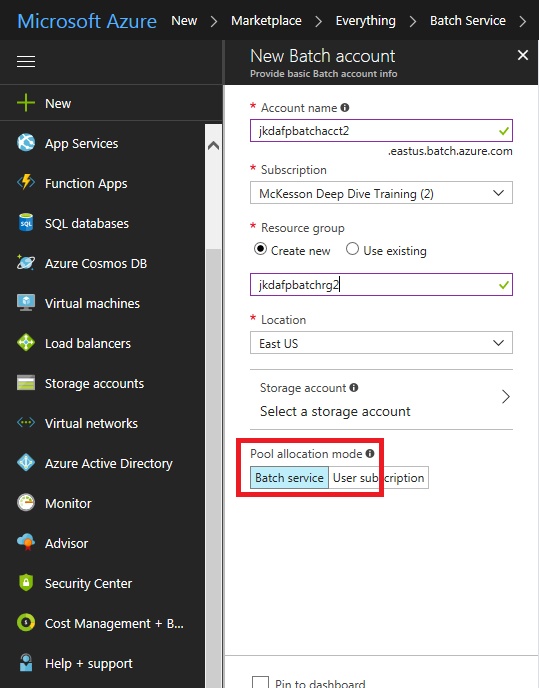 Microsoft Azure New > Marketplace > Everything > Batch Service >
New Batch account
Provide basic Batch account info
New
App Services
Function Apps
SQL databases
Azure Cosmos DB
Virtual machines
Load balancers
Storage accounts
Virtual networks
Azure Active Directory
Monitor
Advisor
Security Center
Cost Management + B...
Help + support
* Account name
jkdafpbatchacct2
.eastus.batch.azure.com
* Subscription
McKesson Deep Dive Training (2)
* Resource group
Create new Use existing
jkdafpbatchrg2
* Location
East US
Storage account
Select a storage account
Pool allocation mode
Batch service User subscription
Pin to dashboard